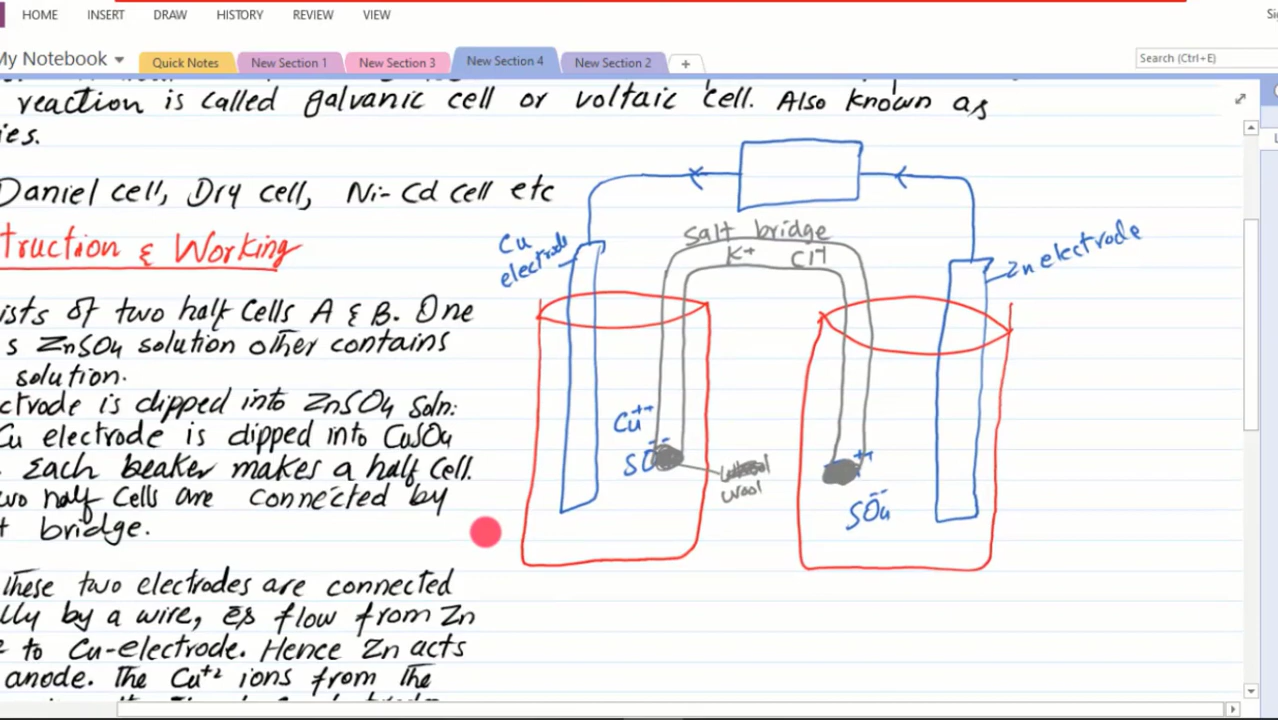 HOME INSERT DRAW HISTORY REVIEW VIEW
My Notebook Quick Notes New Section 1 New Section 3 New Section 4 New Section 2 +
Search (Ctrl+E)
reaction is called galvanic cell or voltaic cell. Also known as
ies.
Daniel cell, Dry cell, Ni-Cd cell etc
truction & Working
ists of two half Cells A & B. One
s ZnSO4 solution other contains
solution.
ctrode is dipped into ZnSO4 Soln:
Cu electrode is dipped into CuSO4
Each beaker makes a half Cell.
wo half Cells are connected by
t bridge.
These two electrodes are connected
lly by a wire, es flow from Zn
to Cu-electrode. Hence Zn acts
anode. The Cu+2 ions from the
Cu
electrode
Salt bridge
K+ Cl-
Zn electrode
Cu++
SO
wool
++
SO4--